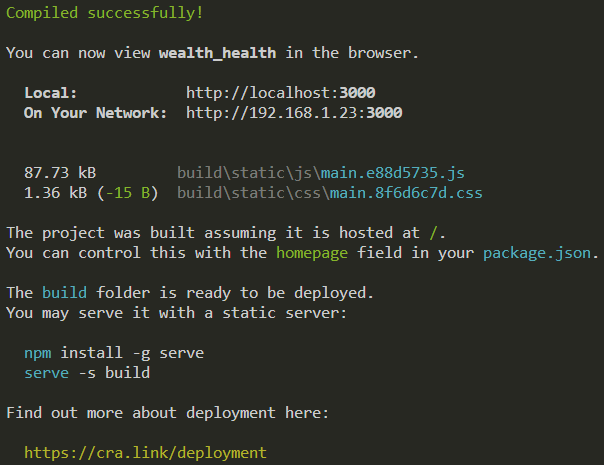 Compiled successfully!
You can now view wealth_health in the browser.
Local:            http://localhost:3000
On Your Network:  http://192.168.1.23:3000
87.73 kB         build\static\js\main.e88d5735.js
1.36 kB (-15 B)  build\static\css\main.8f6d6c7d.css
The project was built assuming it is hosted at /.
You can control this with the homepage field in your package.json.
The build folder is ready to be deployed.
You may serve it with a static server:
npm install -g serve
serve -s build
Find out more about deployment here:
https://cra.link/deployment